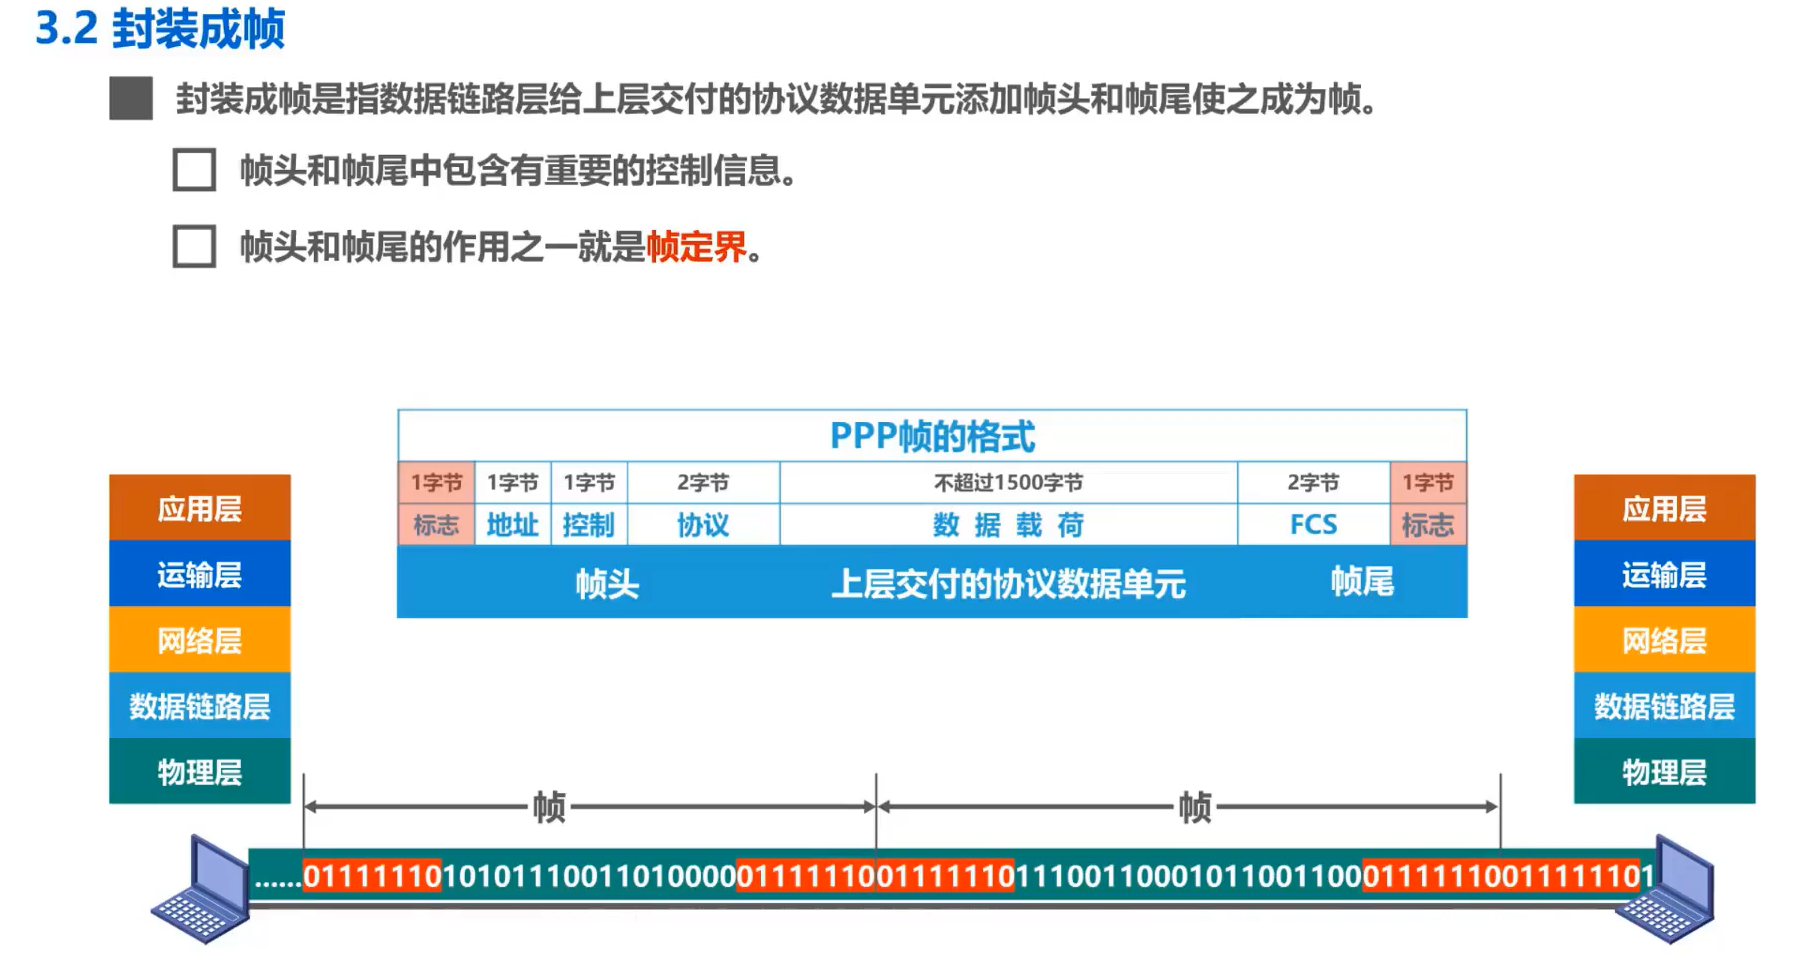 3.2 封装成帧
封装成帧是指数据链路层给上层交付的协议数据单元添加帧头和帧尾使之成为帧。
帧头和帧尾中包含有重要的控制信息。
帧头和帧尾的作用之一就是帧定界。
PPP帧的格式
1字节 1字节 1字节 2字节 不超过1500字节 2字节 1字节
标志 地址 控制 协议 数据载荷 FCS 标志
帧头 上层交付的协议数据单元 帧尾
应用层
运输层
网络层
数据链路层
物理层
应用层
运输层
网络层
数据链路层
物理层
帧 帧
......011111101010111001101000001111110011111101110011000101100110001111110011111101